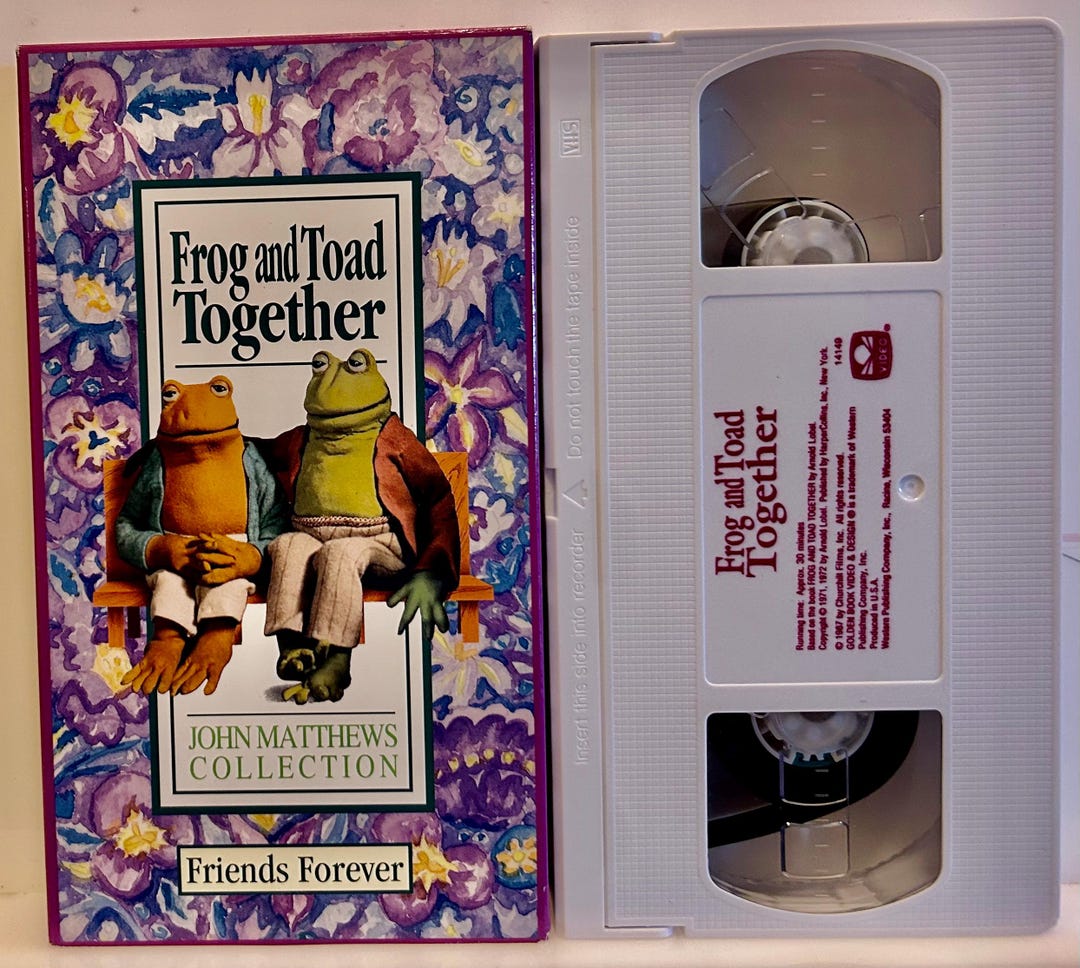 Frog and Toad
Together
JOHN MATTHEWS
COLLECTION
Friends Forever
VHS
Insert this side into recorder
Do not touch the tape inside
Frog and Toad
Together
Running time: Approx. 30 minutes
Based on the book FROG AND TOAD TOGETHER by Arnold Lobel.
Copyright © 1971, 1972 by Arnold Lobel. Published by HarperCollins, Inc., New York.
© 1987 by Churchill Films, Inc. All rights reserved.
GOLDEN BOOK VIDEO & DESIGN ® is a trademark of Western
Publishing Company, Inc.
Produced in U.S.A.
Western Publishing Company, Inc., Racine, Wisconsin 53404
14149
VIDEO®